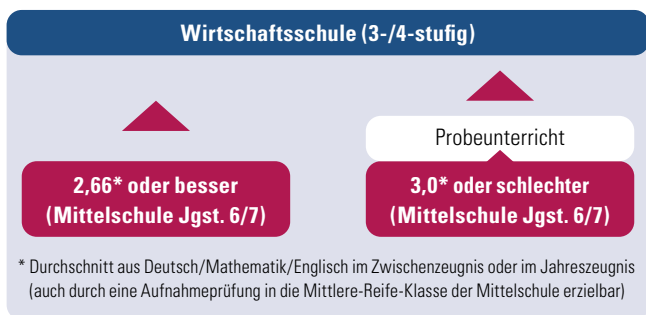 Wirtschaftsschule (3-/4-stufig)
Probeunterricht
2,66* oder besser
(Mittelschule Jgst. 6/7)
3,0* oder schlechter
(Mittelschule Jgst. 6/7)
* Durchschnitt aus Deutsch/Mathematik/Englisch im Zwischenzeugnis oder im Jahreszeugnis
(auch durch eine Aufnahmeprüfung in die Mittlere-Reife-Klasse der Mittelschule erzielbar)